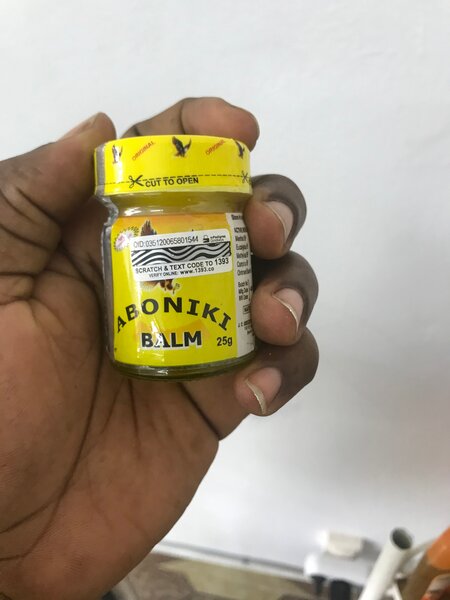 ORIGINAL
ORIGINAL
CUT TO OPEN
OID:035120065801544
SCRATCH & TEXT CODE TO 1393
VERIFY ONLINE: www.1393.co
ABONIKI
BALM
25g